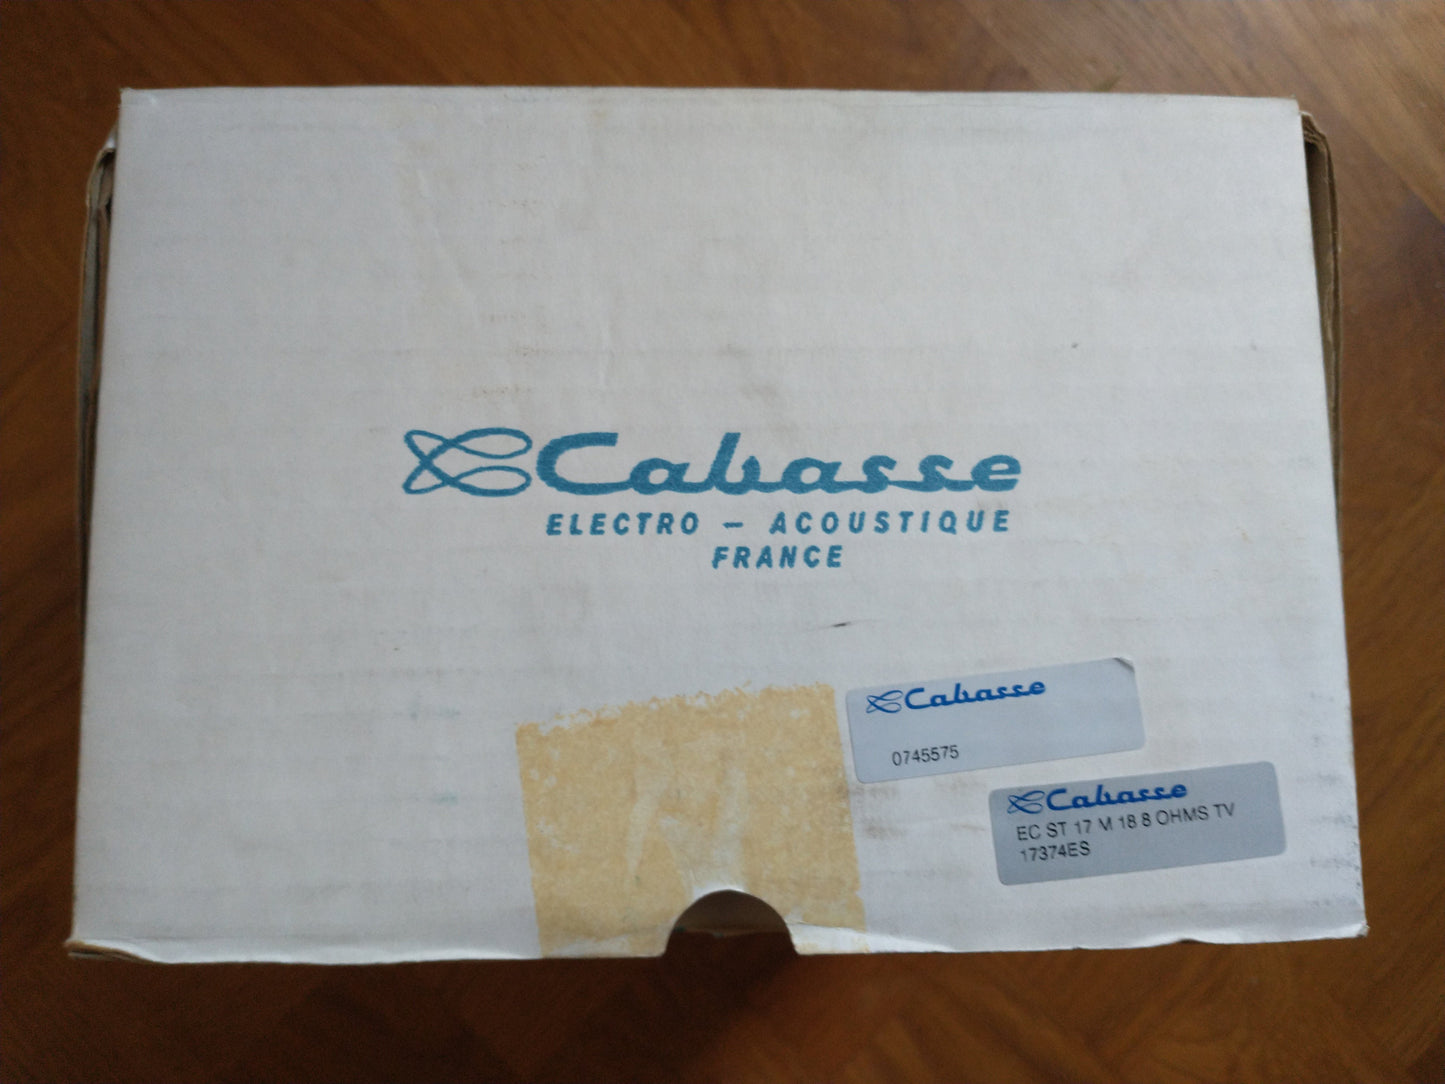 Cabasse
ELECTRO – ACOUSTIQUE
FRANCE
Cabasse
0745575
Cabasse
EC ST 17 M 18 8 OHMS TV
17374ES